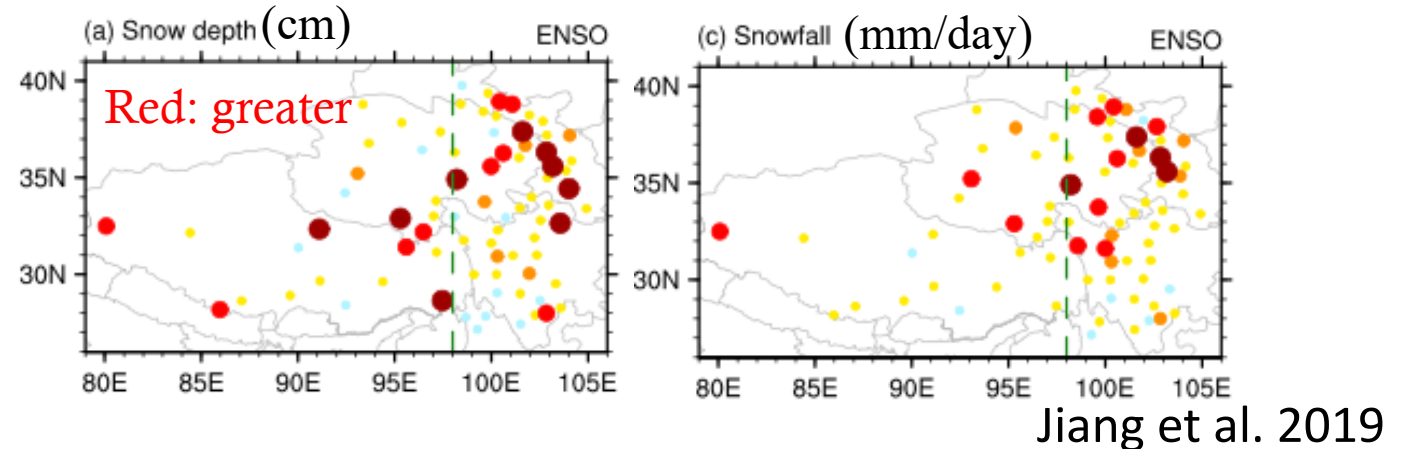 (a) Snow depth (cm) ENSO
Red: greater
40N
35N
30N
80E 85E 90E 95E 100E 105E
(c) Snowfall (mm/day) ENSO
40N
35N
30N
80E 85E 90E 95E 100E 105E
Jiang et al. 2019